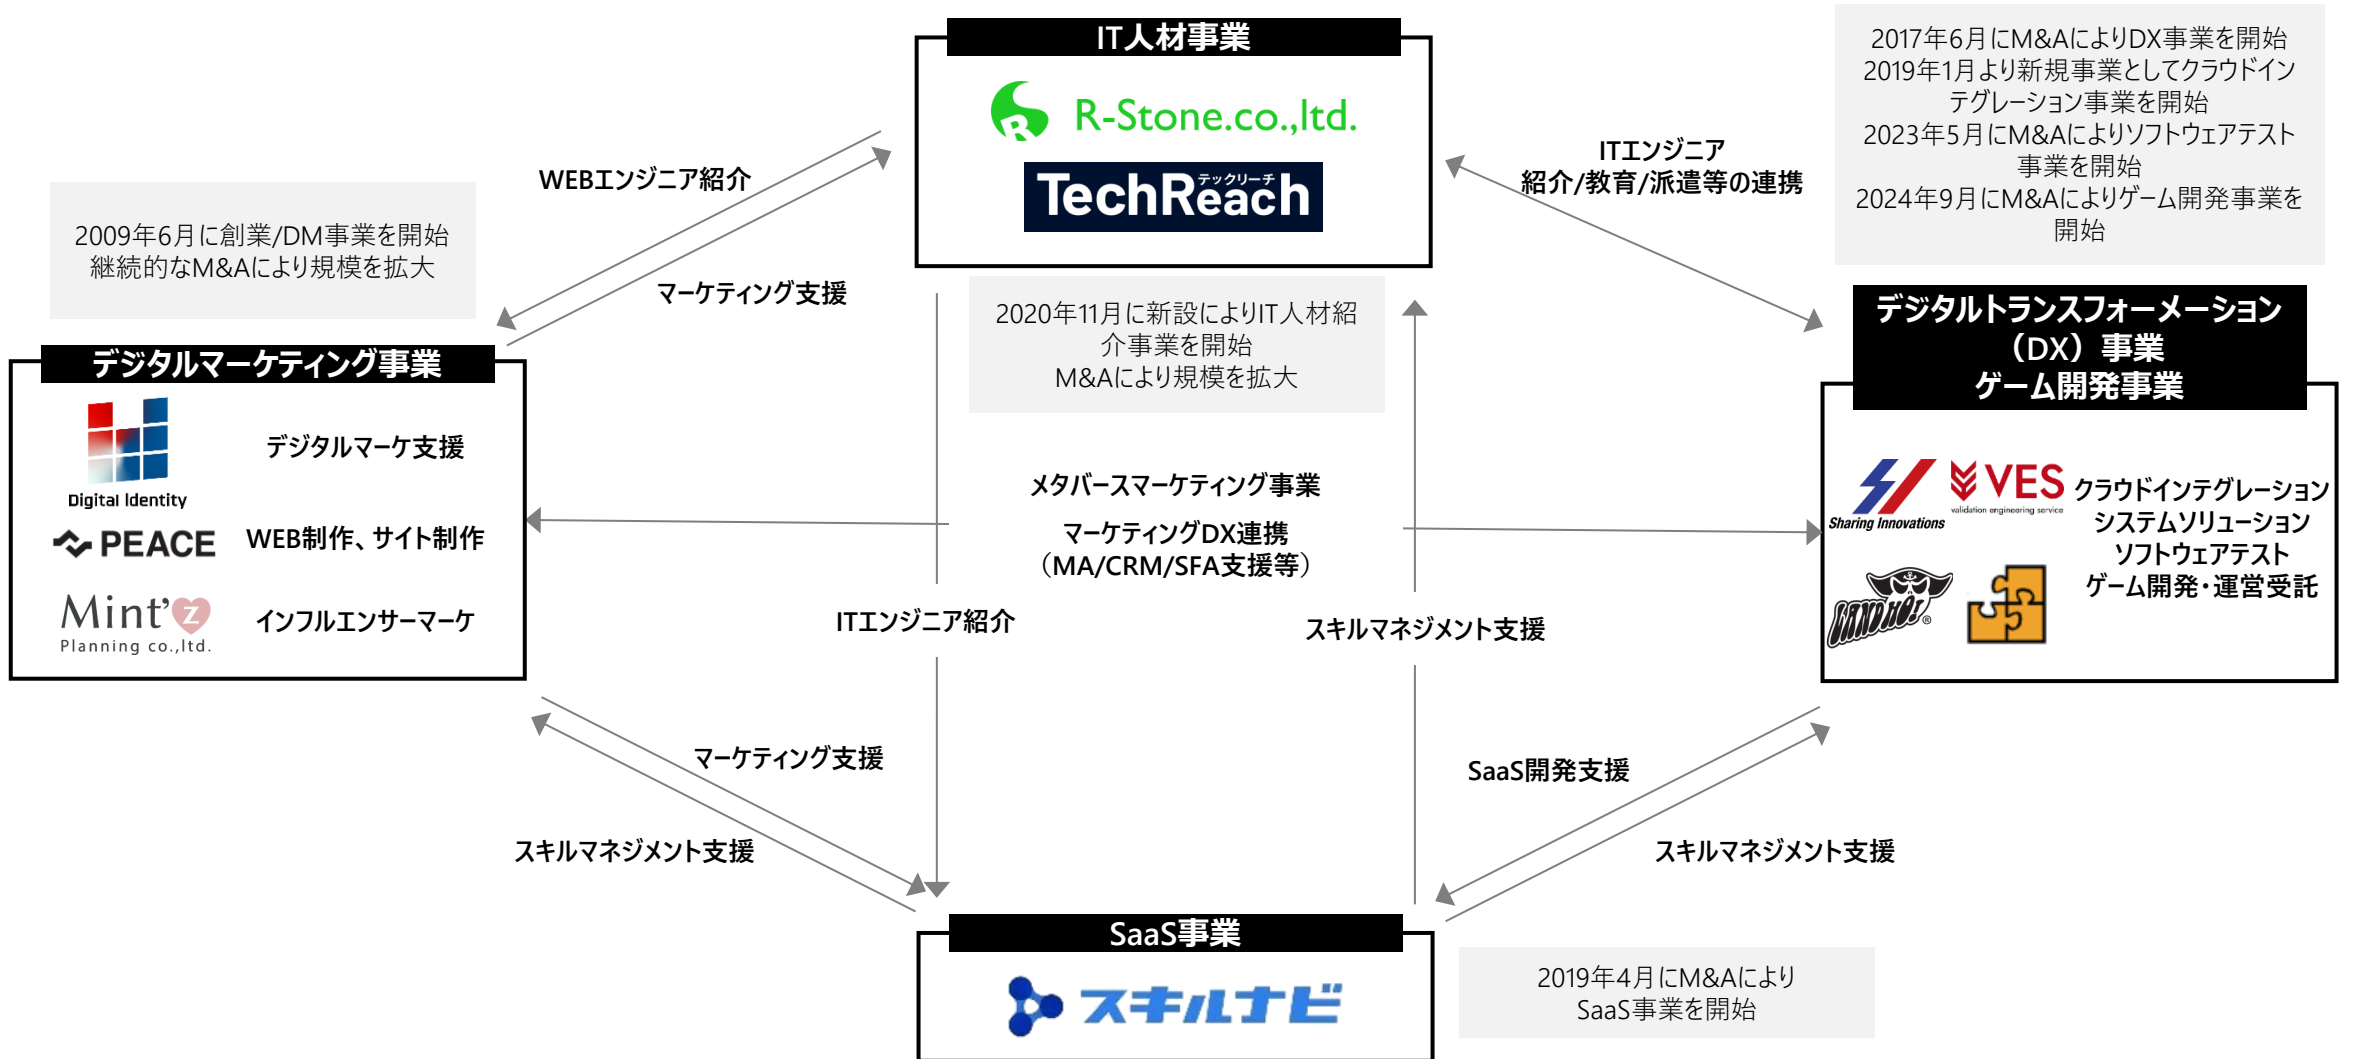 IT人材事業
R-Stone.co.,ltd.
テックリーチ
TechReach
2017年6月にM&AによりDX事業を開始
2019年1月より新規事業としてクラウドイン
テグレーション事業を開始
2023年5月にM&Aによりソフトウェアテスト
事業を開始
2024年9月にM&Aによりゲーム開発事業を
開始
WEBエンジニア紹介
マーケティング支援
ITエンジニア
紹介/教育/派遣等の連携
2009年6月に創業/DM事業を開始
継続的なM&Aにより規模を拡大
2020年11月に新設によりIT人材紹
介事業を開始
M&Aにより規模を拡大
デジタルマーケティング事業
Digital Identity
デジタルマーケ支援
PEACE
WEB制作、サイト制作
Mint'z
Planning co.,ltd.
インフルエンサーマーケ
メタバースマーケティング事業
マーケティングDX連携
（MA/CRM/SFA支援等）
デジタルトランスフォーメーション
（DX）事業
ゲーム開発事業
Sharing Innovations
VES
validation engineering service
LAND HO!
®
クラウドインテグレーション
システムソリューション
ソフトウェアテスト
ゲーム開発・運営受託
ITエンジニア紹介
スキルマネジメント支援
マーケティング支援
スキルマネジメント支援
SaaS開発支援
スキルマネジメント支援
SaaS事業
スキルナビ
2019年4月にM&Aにより
SaaS事業を開始